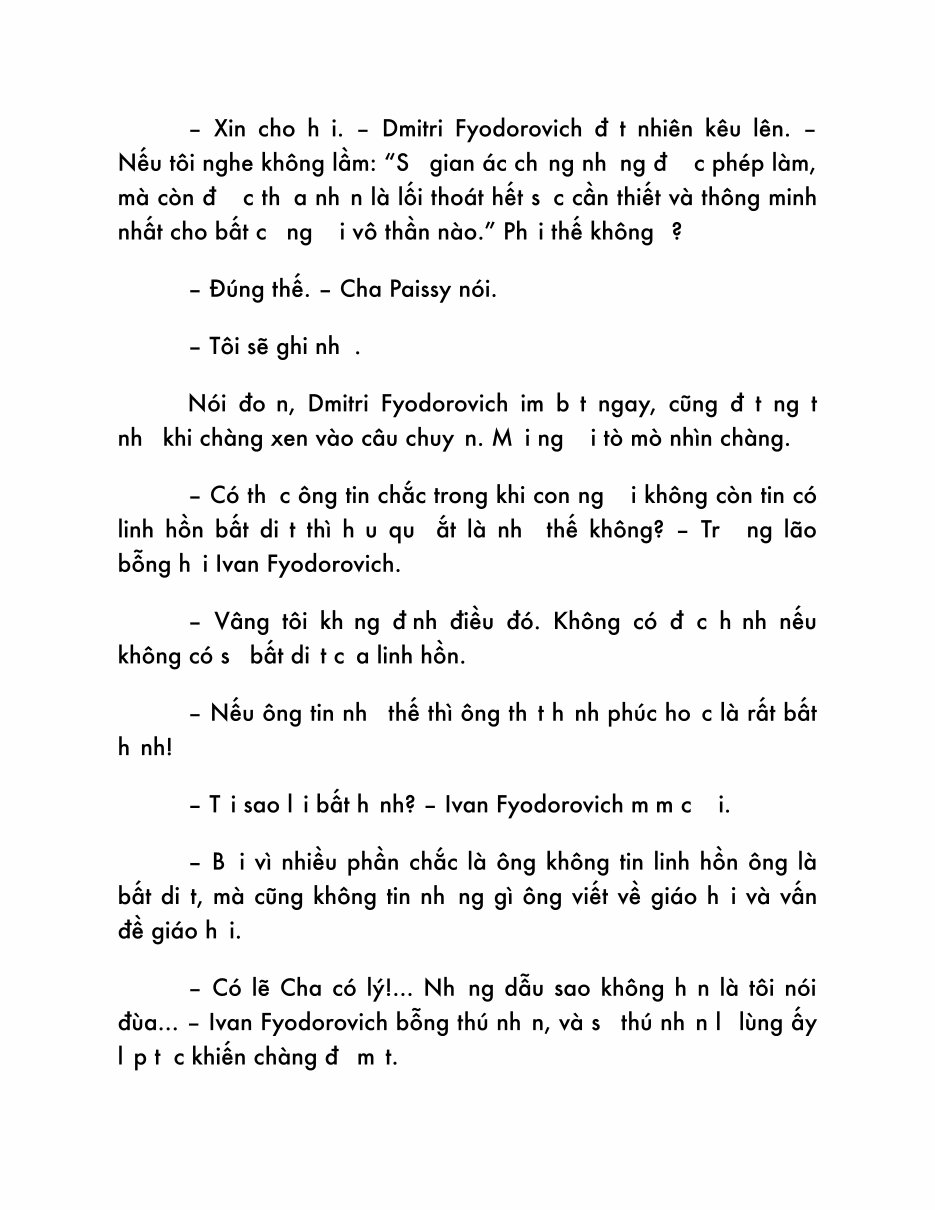 – Xin cho h i. – Dmitri Fyodorovich đ t nhiên kêu lên. –
Nếu tôi nghe không lầm: “S gian ác ch ng nh ng đ c phép làm,
mà còn đ c th a nh n là lối thoát hết s c cần thiết và thông minh
nhất cho bất c ng i vô thần nào.” Ph i thế không ?
– Đúng thế. – Cha Paissy nói.
– Tôi sẽ ghi nh .
Nói đo n, Dmitri Fyodorovich im b t ngay, cũng đ t ng t
nh khi chàng xen vào câu chuy n. M i ng i tò mò nhìn chàng.
– Có th c ông tin chắc trong khi con ng i không còn tin có
linh hồn bất di t thì h u qu ắt là nh thế không? – Tr ng lão
bỗng h i Ivan Fyodorovich.
– Vâng tôi kh ng đ nh điều đó. Không có đ c h nh nếu
không có s bất di t c a linh hồn.
– Nếu ông tin nh thế thì ông th t h nh phúc ho c là rất bất
h nh!
– T i sao l i bất h nh? – Ivan Fyodorovich m m c i.
– B i vì nhiều phần chắc là ông không tin linh hồn ông là
bất di t, mà cũng không tin nh ng gì ông viết về giáo h i và vấn
đề giáo h i.
– Có lẽ Cha có lý!... Nh ng dẫu sao không h n là tôi nói
đùa... – Ivan Fyodorovich bỗng thú nh n, và s thú nh n l lùng ấy
l p t c khiến chàng đ m t.